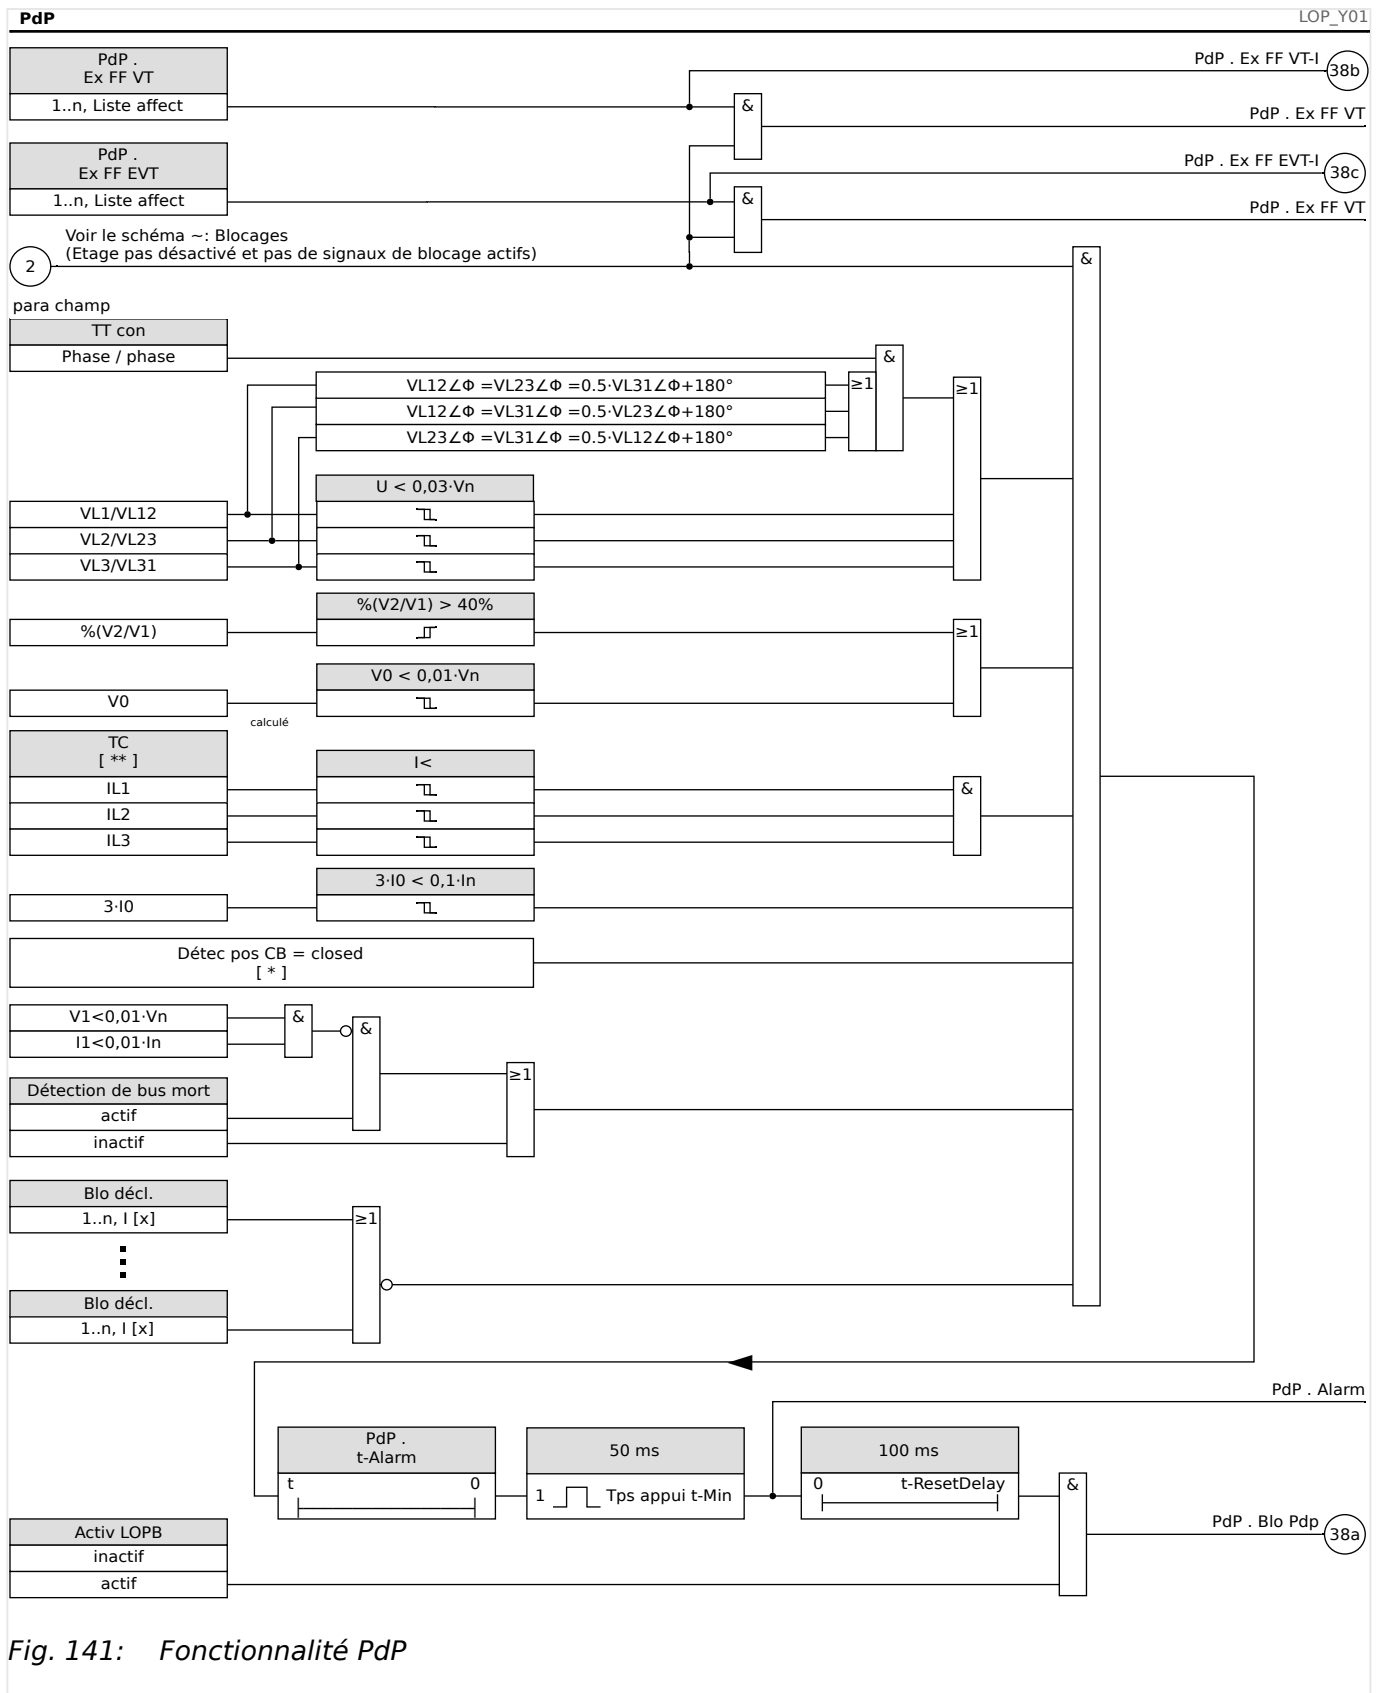 PdP
LOP_Y01
PdP .
Ex FF VT
1..n, Liste affect
PdP . Ex FF VT-I
38b
&
PdP . Ex FF VT
PdP .
Ex FF EVT
1..n, Liste affect
PdP . Ex FF EVT-I
38c
&
PdP . Ex FF VT
Voir le schéma ~: Blocages
(Etage pas désactivé et pas de signaux de blocage actifs)
2
&
para champ
TT con
Phase / phase
&
VL12∠Φ =VL23∠Φ =0.5·VL31∠Φ+180°
≥1
≥1
VL12∠Φ =VL31∠Φ =0.5·VL23∠Φ+180°
VL23∠Φ =VL31∠Φ =0.5·VL12∠Φ+180°
U < 0,03·Vn
VL1/VL12
VL2/VL23
VL3/VL31
%(V2/V1) > 40%
%(V2/V1)
≥1
V0 < 0,01·Vn
V0
calculé
TC
[ ** ]
I<
IL1
&
IL2
IL3
3·I0 < 0,1·In
3·I0
Détec pos CB = closed
[ * ]
V1<0,01·Vn
&
&
I1<0,01·In
≥1
Détection de bus mort
actif
inactif
Blo décl.
1..n, I [x]
≥1
Blo décl.
1..n, I [x]
PdP . Alarm
PdP .
t-Alarm
50 ms
100 ms
t
0
1
Tps appui t-Min
0
t-ResetDelay
&
Activ LOPB
inactif
actif
PdP . Blo Pdp
38a
Fig. 141: Fonctionnalité PdP